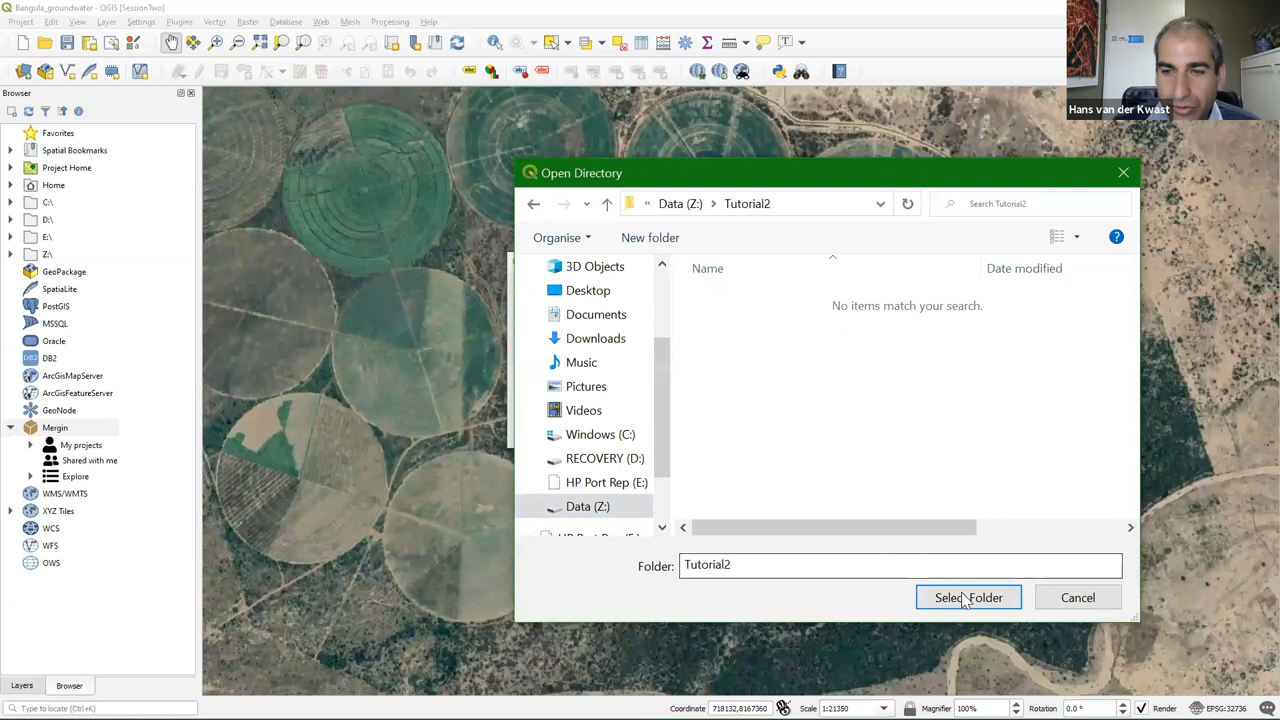 Bangula_groundwater - QGIS [SessionTwo]
Project Edit View Layer Settings Plugins Vector Raster Database Web Mesh Processing Help
Hans van der Kwast
Browser
Favorites
Spatial Bookmarks
Project Home
Home
C:\
D:\
E:\
Z:\
GeoPackage
SpatiaLite
PostGIS
MSSQL
Oracle
DB2
ArcGisMapServer
ArcGisFeatureServer
GeoNode
Mergin
My projects
Shared with me
Explore
WMS/WMTS
XYZ Tiles
WCS
WFS
OWS
Layers Browser
Open Directory
« Data (Z:) > Tutorial2
Search Tutorial2
Organise New folder
Name Date modified
No items match your search.
3D Objects
Desktop
Documents
Downloads
Music
Pictures
Videos
Windows (C:)
RECOVERY (D:)
HP Port Rep (E:)
Data (Z:)
Folder: Tutorial2
Select Folder Cancel
Type to locate (Ctrl+K)
Coordinate 718132,8167360 Scale 1:21350 Magnifier 100% Rotation 0.0 ° Render EPSG:32736